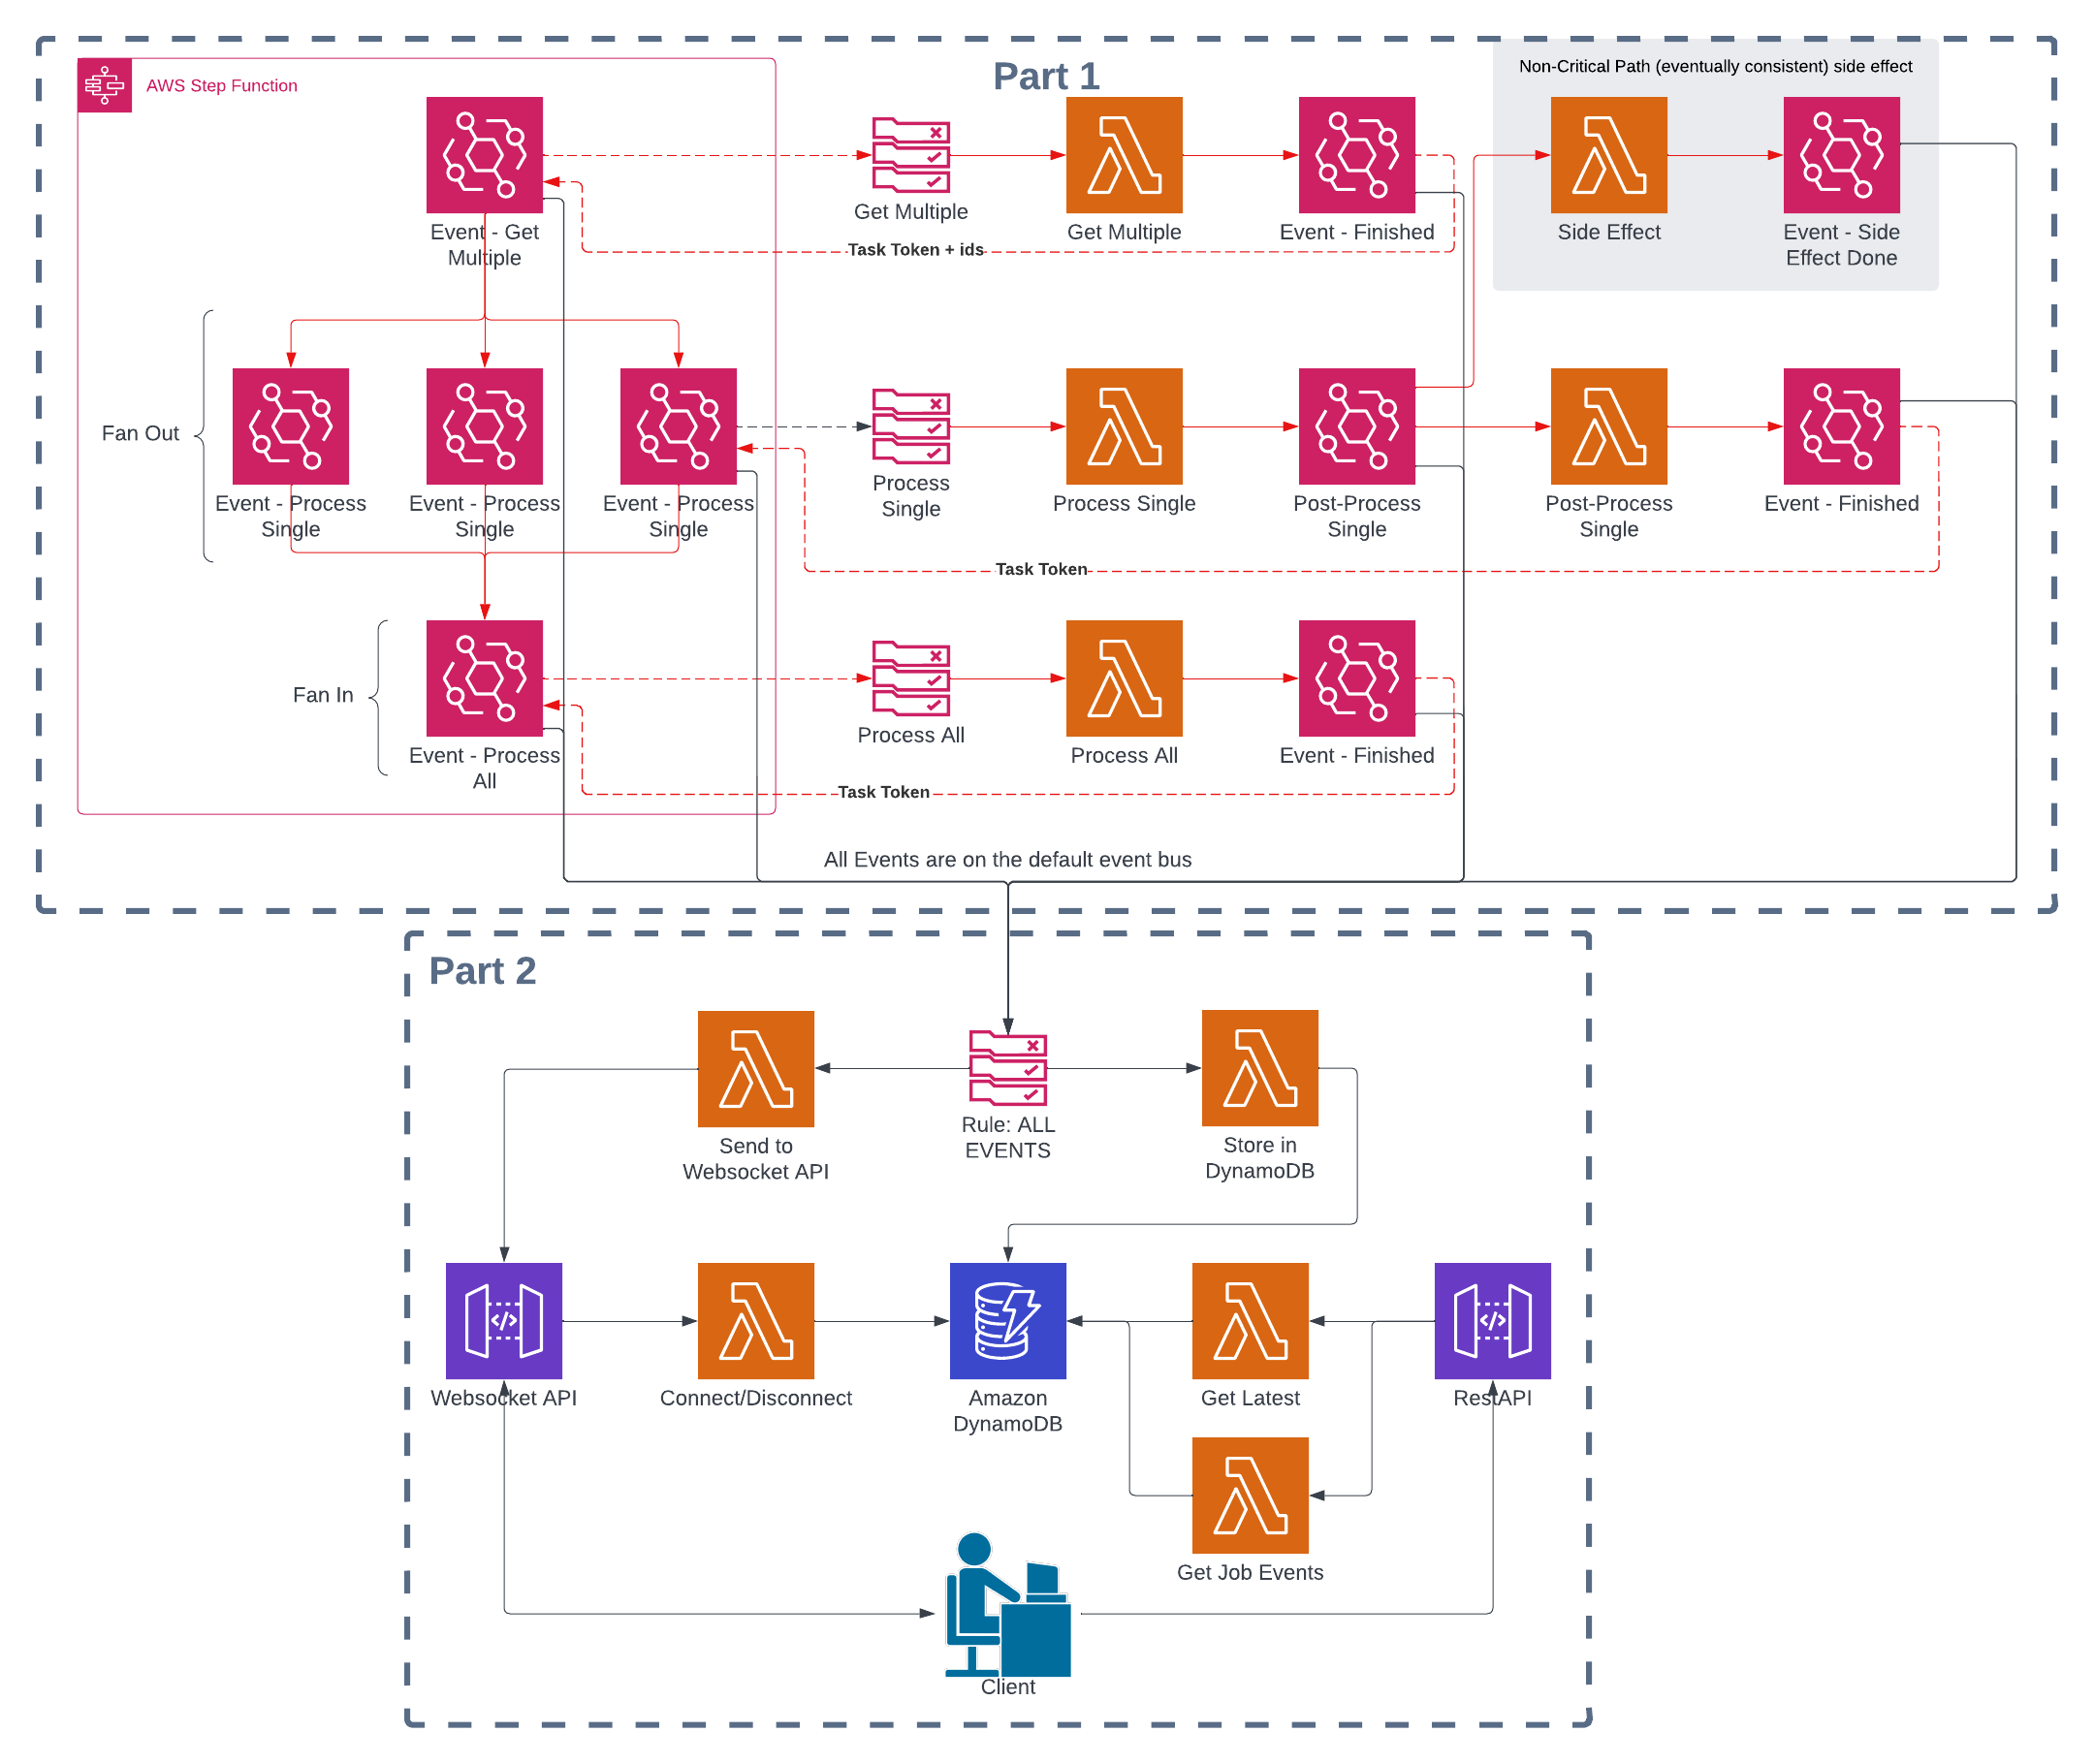 Part 1
AWS Step Function
Non-Critical Path (eventually consistent) side effect
Event - Get
Multiple
Get Multiple
Get Multiple
Event - Finished
Side Effect
Event - Side
Effect Done
Task Token + ids
Fan Out
Event - Process
Single
Event - Process
Single
Event - Process
Single
Process
Single
Process Single
Post-Process
Single
Post-Process
Single
Event - Finished
Task Token
Fan In
Event - Process
All
Process All
Process All
Event - Finished
Task Token
All Events are on the default event bus
Part 2
Send to
Websocket API
Rule: ALL
EVENTS
Store in
DynamoDB
Websocket API
Connect/Disconnect
Amazon
DynamoDB
Get Latest
RestAPI
Get Job Events
Client